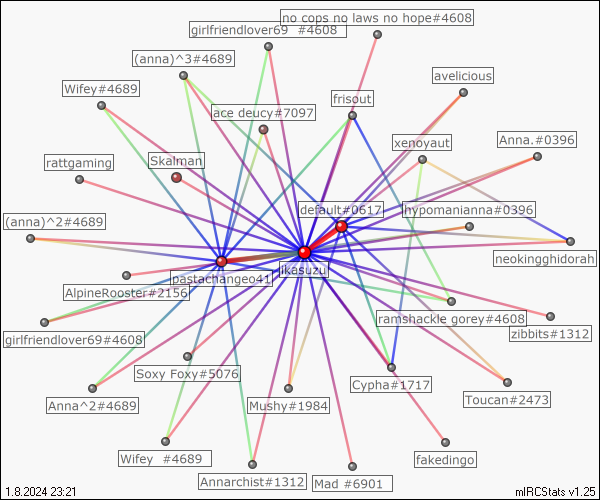 no cops no laws no hope#4608
girlfriendlover69 #4608
(anna)^3#4689
avelicious
Wifey#4689
frisout
ace deucy#7097
xenoyaut
Anna.#0396
rattgaming
Skalman
default#0617
hypomanianna#0396
(anna)^2#4689
neokingghidorah
jkasuzu
pastachangeo41
AlpineRooster#2156
ramshackle gorey#4608
zibbits#1312
girlfriendlover69#4608
Soxy Foxy#5076
Cypha#1717
Toucan#2473
Anna^2#4689
Mushy#1984
Wifey #4689
fakedingo
Annarchist#1312
Mad #6901
1.8.2024 23:21
mIRCStats v1.25